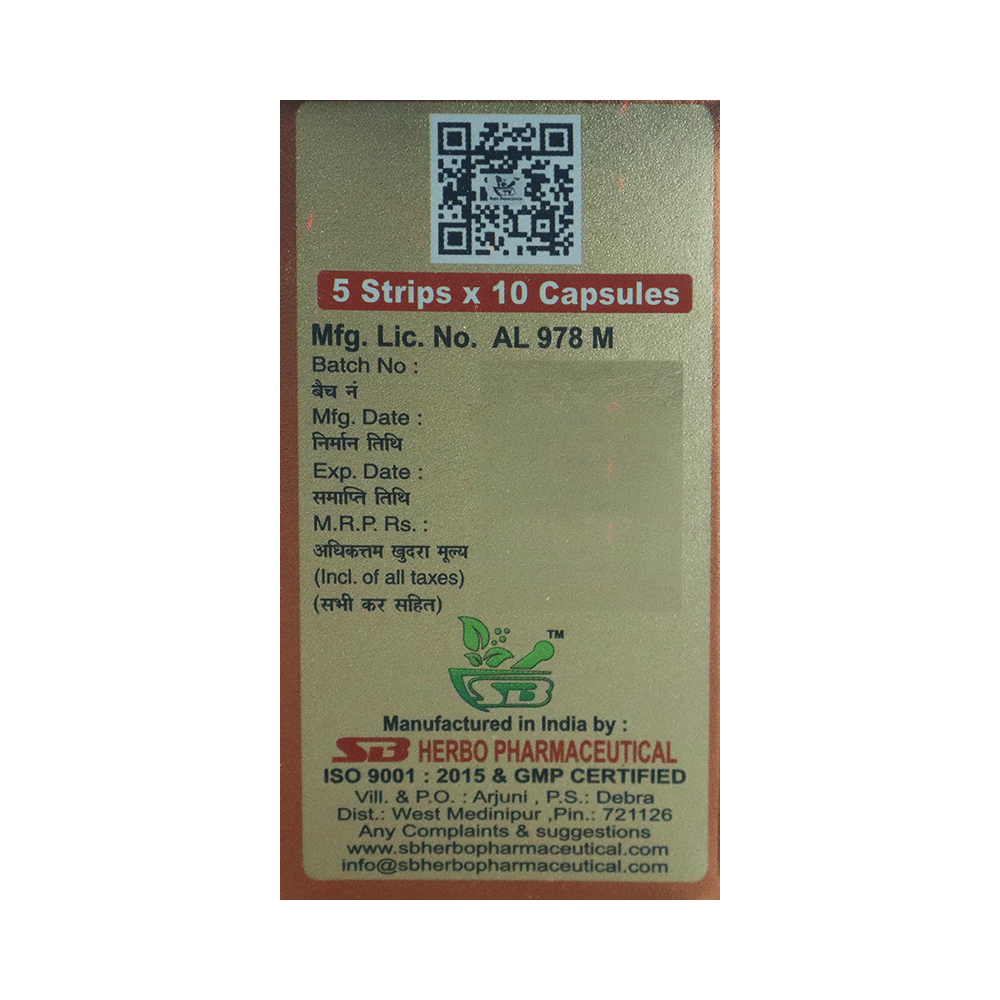 5 Strips x 10 Capsules
Mfg. Lic. No. AL 978 M
Batch No :
बैच नं
Mfg. Date :
निर्मान तिथि
Exp. Date :
समाप्ति तिथि
M.R.P. Rs. :
अधिकत्तम खुदरा मूल्य
(Incl. of all taxes)
(सभी कर सहित)
TM
SB
Manufactured in India by :
SB HERBO PHARMACEUTICAL
ISO 9001 : 2015 & GMP CERTIFIED
Vill. & P.O. : Arjuni , P.S.: Debra
Dist.: West Medinipur ,Pin.: 721126
Any Complaints & suggestions
www.sbherbopharmaceutical.com
info@sbherbopharmaceutical.com